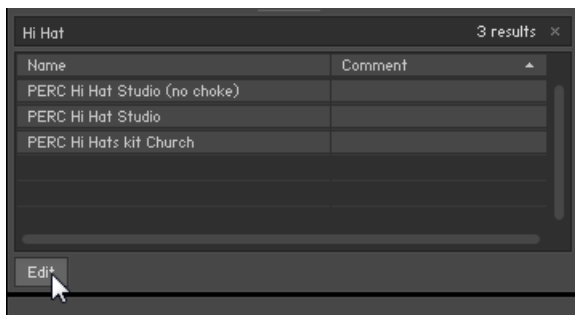 Hi Hat 3 results ×
Name Comment
PERC Hi Hat Studio (no choke)
PERC Hi Hat Studio
PERC Hi Hats kit Church
Edit